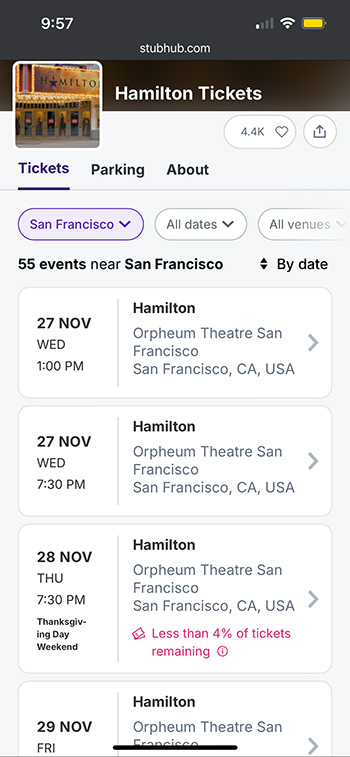 9:57
stubhub.com
HAMILTO
Hamilton Tickets
4.4K
Tickets Parking About
San Francisco All dates All venues
55 events near San Francisco By date
27 NOV
WED
1:00 PM
Hamilton
Orpheum Theatre San
Francisco
San Francisco, CA, USA
27 NOV
WED
7:30 PM
Hamilton
Orpheum Theatre San
Francisco
San Francisco, CA, USA
28 NOV
THU
7:30 PM
Thanksgiv-
ing Day
Weekend
Hamilton
Orpheum Theatre San
Francisco
San Francisco, CA, USA
Less than 4% of tickets
remaining
29 NOV
FRI
Hamilton
Orpheum Theatre San
Francisco